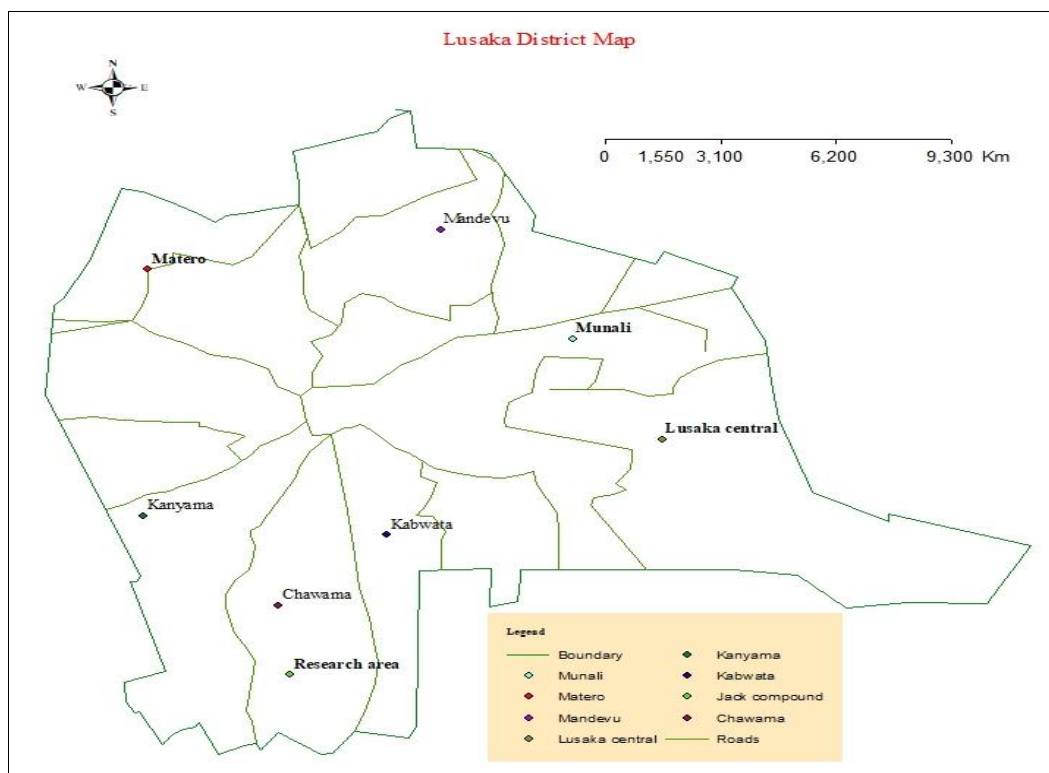 Lusaka District Map
N
W E
S
0 1,550 3,100 6,200 9,300 Km
Mandevu
Matero
Munali
Lusaka central
Kanyama
Kabwata
Chawama
Research area
Legend
Boundary
Munali
Matero
Mandevu
Lusaka central
Kanyama
Kabwata
Jack compound
Chawama
Roads